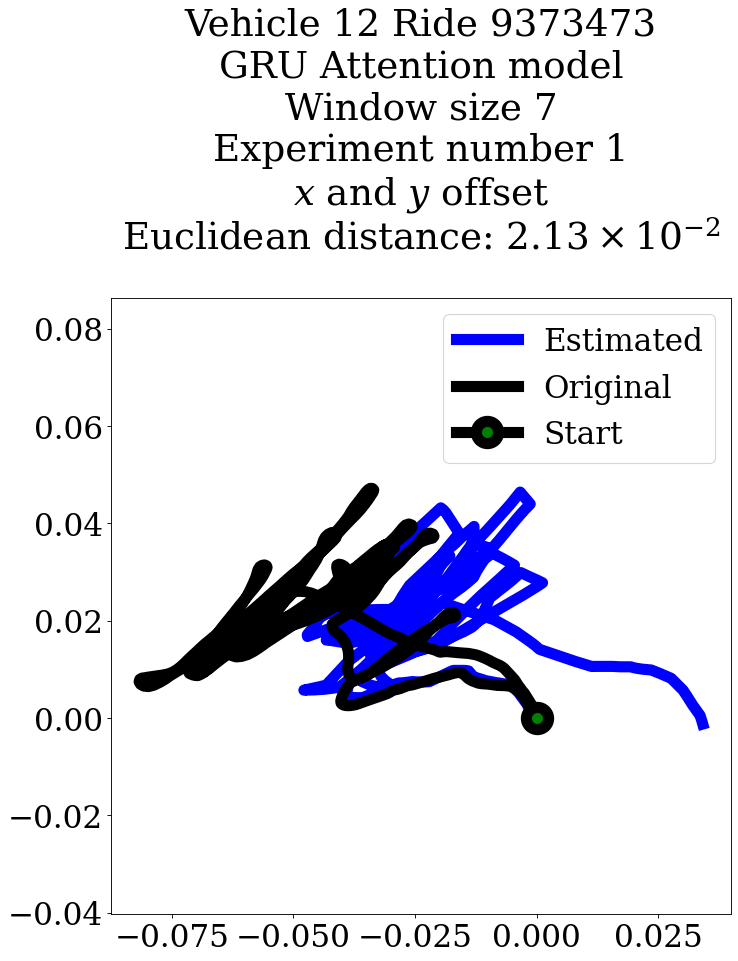 Vehicle 12 Ride 9373473
GRU Attention model
Window size 7
Experiment number 1
x and y offset
Euclidean distance: 2.13 × 10⁻²
Estimated
Original
Start
0.08
0.06
0.04
0.02
0.00
−0.02
−0.04
−0.075 −0.050 −0.025 0.000 0.025